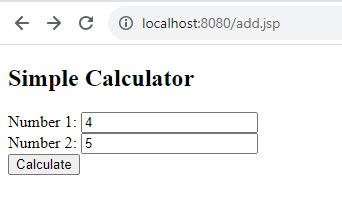 localhost:8080/add.jsp
Simple Calculator
Number 1: 4
Number 2: 5
Calculate